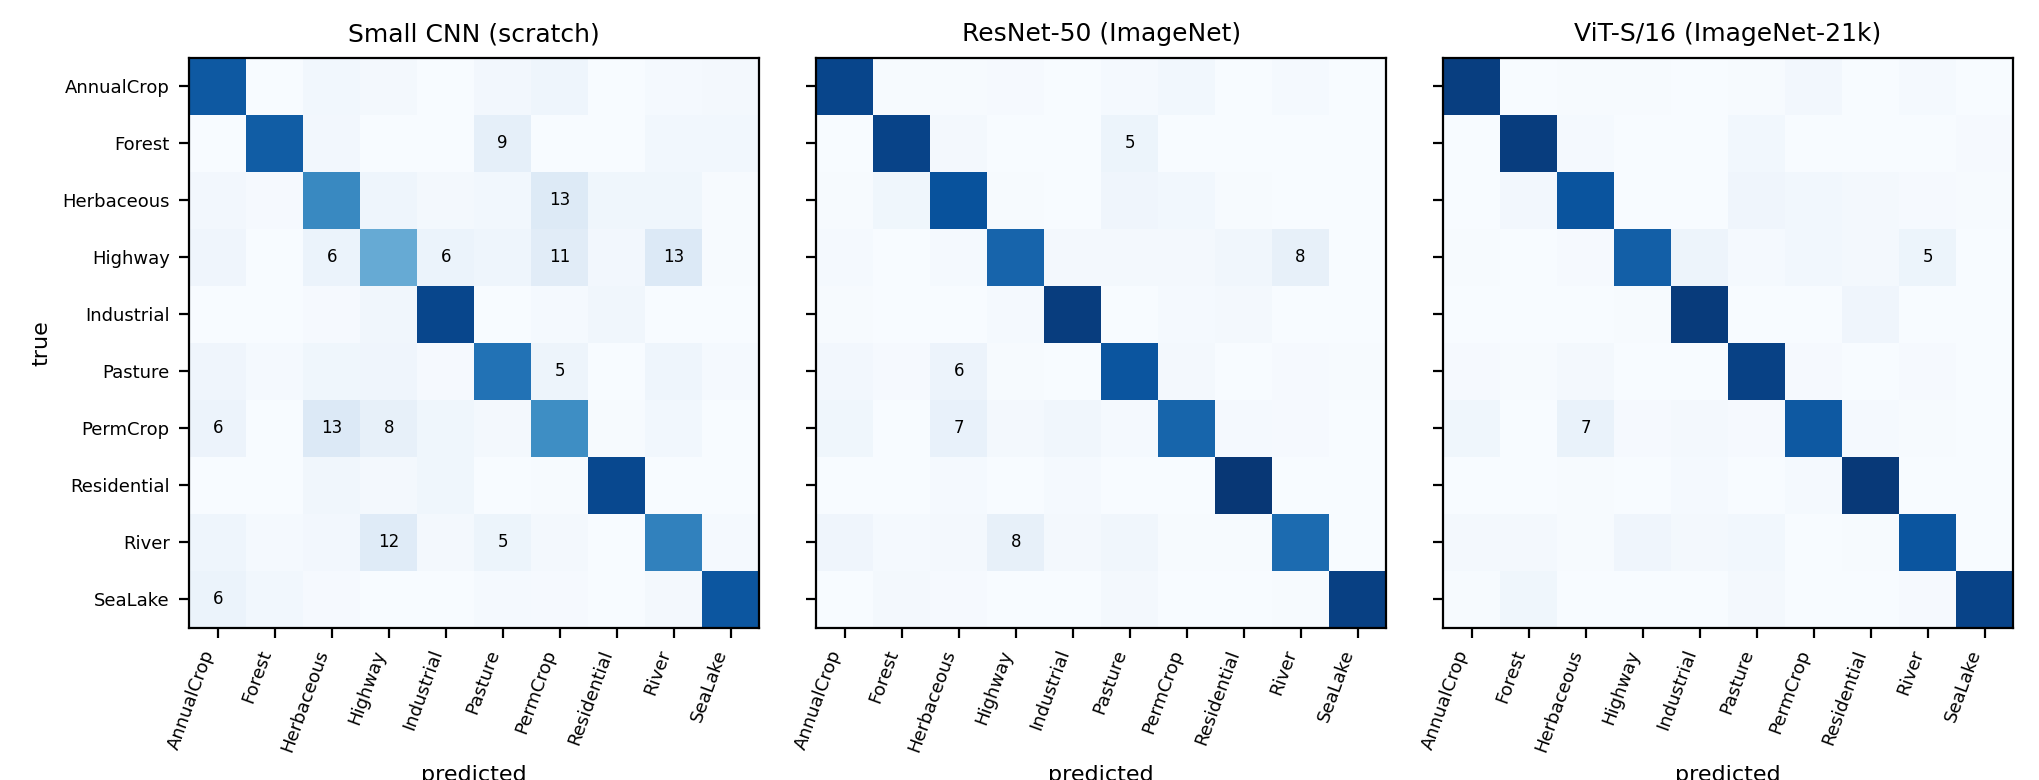 Small CNN (scratch)
ResNet-50 (ImageNet)
ViT-S/16 (ImageNet-21k)
true
AnnualCrop
Forest 9 5
Herbaceous 13
Highway 6 6 11 13 8 5
Industrial
Pasture 5 6
PermCrop 6 13 8 7 7
Residential
River 12 5 8
SeaLake 6
AnnualCrop Forest Herbaceous Highway Industrial Pasture PermCrop Residential River SeaLake
AnnualCrop Forest Herbaceous Highway Industrial Pasture PermCrop Residential River SeaLake
AnnualCrop Forest Herbaceous Highway Industrial Pasture PermCrop Residential River SeaLake
predicted
predicted
predicted